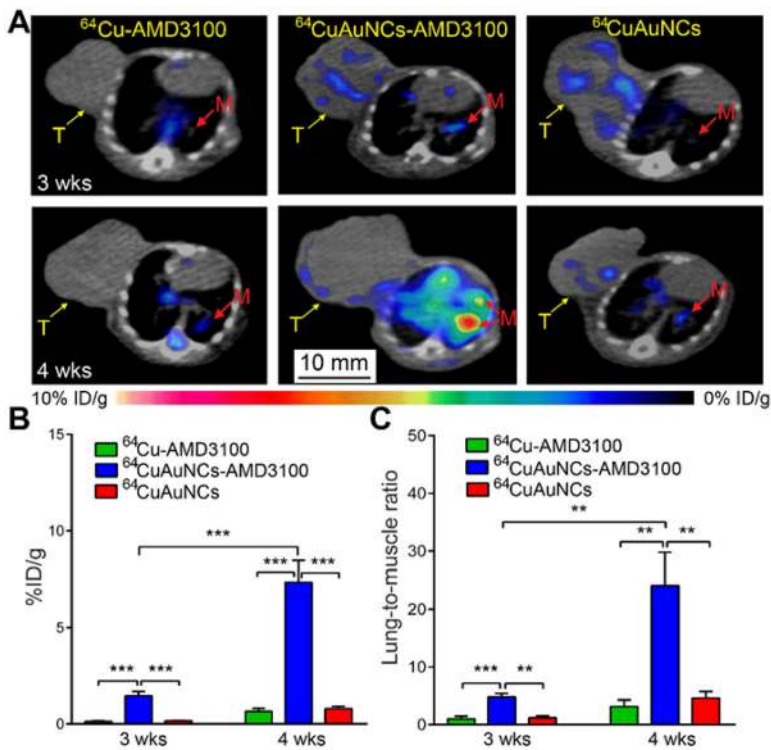 A
⁶⁴Cu-AMD3100
⁶⁴CuAuNCs-AMD3100
⁶⁴CuAuNCs
T
M
3 wks
T
M
T
M
T
M
4 wks
T
M
10 mm
T
M
10% ID/g
0% ID/g
B
⁶⁴Cu-AMD3100
⁶⁴CuAuNCs-AMD3100
⁶⁴CuAuNCs
%ID/g
15
10
5
0
***
*** ***
*** ***
3 wks 4 wks
C
⁶⁴Cu-AMD3100
⁶⁴CuAuNCs-AMD3100
⁶⁴CuAuNCs
Lung-to-muscle ratio
50
40
30
20
10
0
**
** **
*** **
3 wks 4 wks